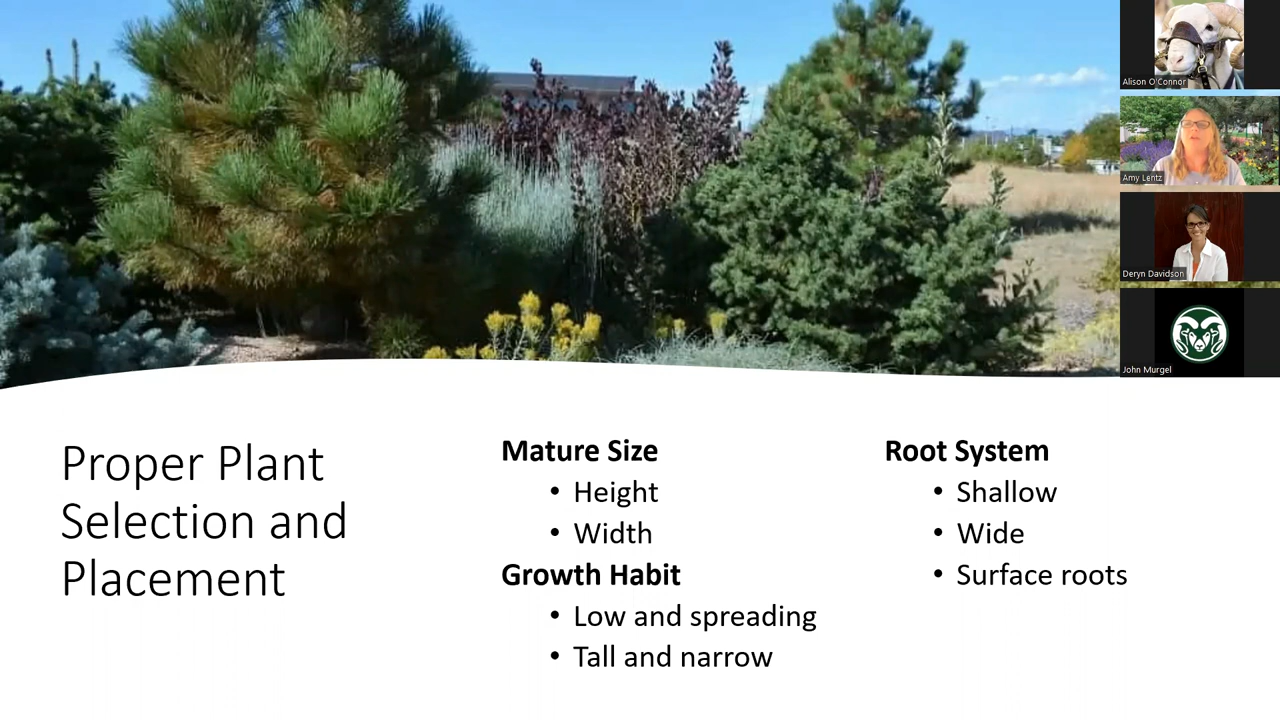 Alison O'Connor
Amy Lentz
Deryn Davidson
John Murgel
Proper Plant
Selection and
Placement
Mature Size
• Height
• Width
Growth Habit
• Low and spreading
• Tall and narrow
Root System
• Shallow
• Wide
• Surface roots